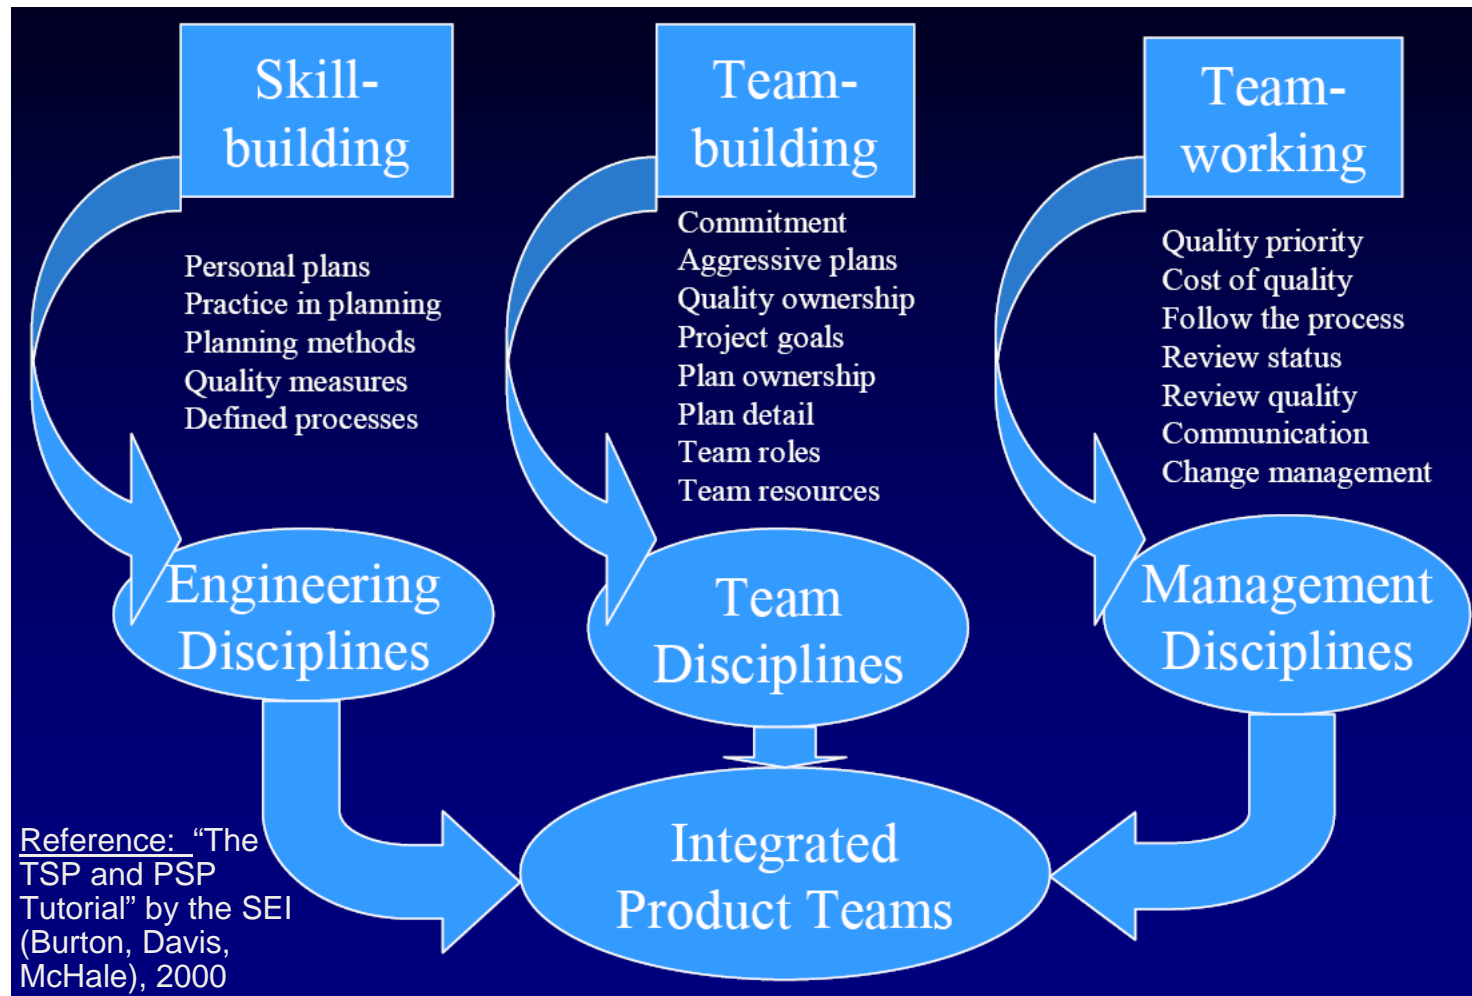 Skill-
building
Personal plans
Practice in planning
Planning methods
Quality measures
Defined processes
Engineering
Disciplines
Team-
building
Commitment
Aggressive plans
Quality ownership
Project goals
Plan ownership
Plan detail
Team roles
Team resources
Team
Disciplines
Team-
working
Quality priority
Cost of quality
Follow the process
Review status
Review quality
Communication
Change management
Management
Disciplines
Integrated
Product Teams
Reference: “The
TSP and PSP
Tutorial” by the SEI
(Burton, Davis,
McHale), 2000